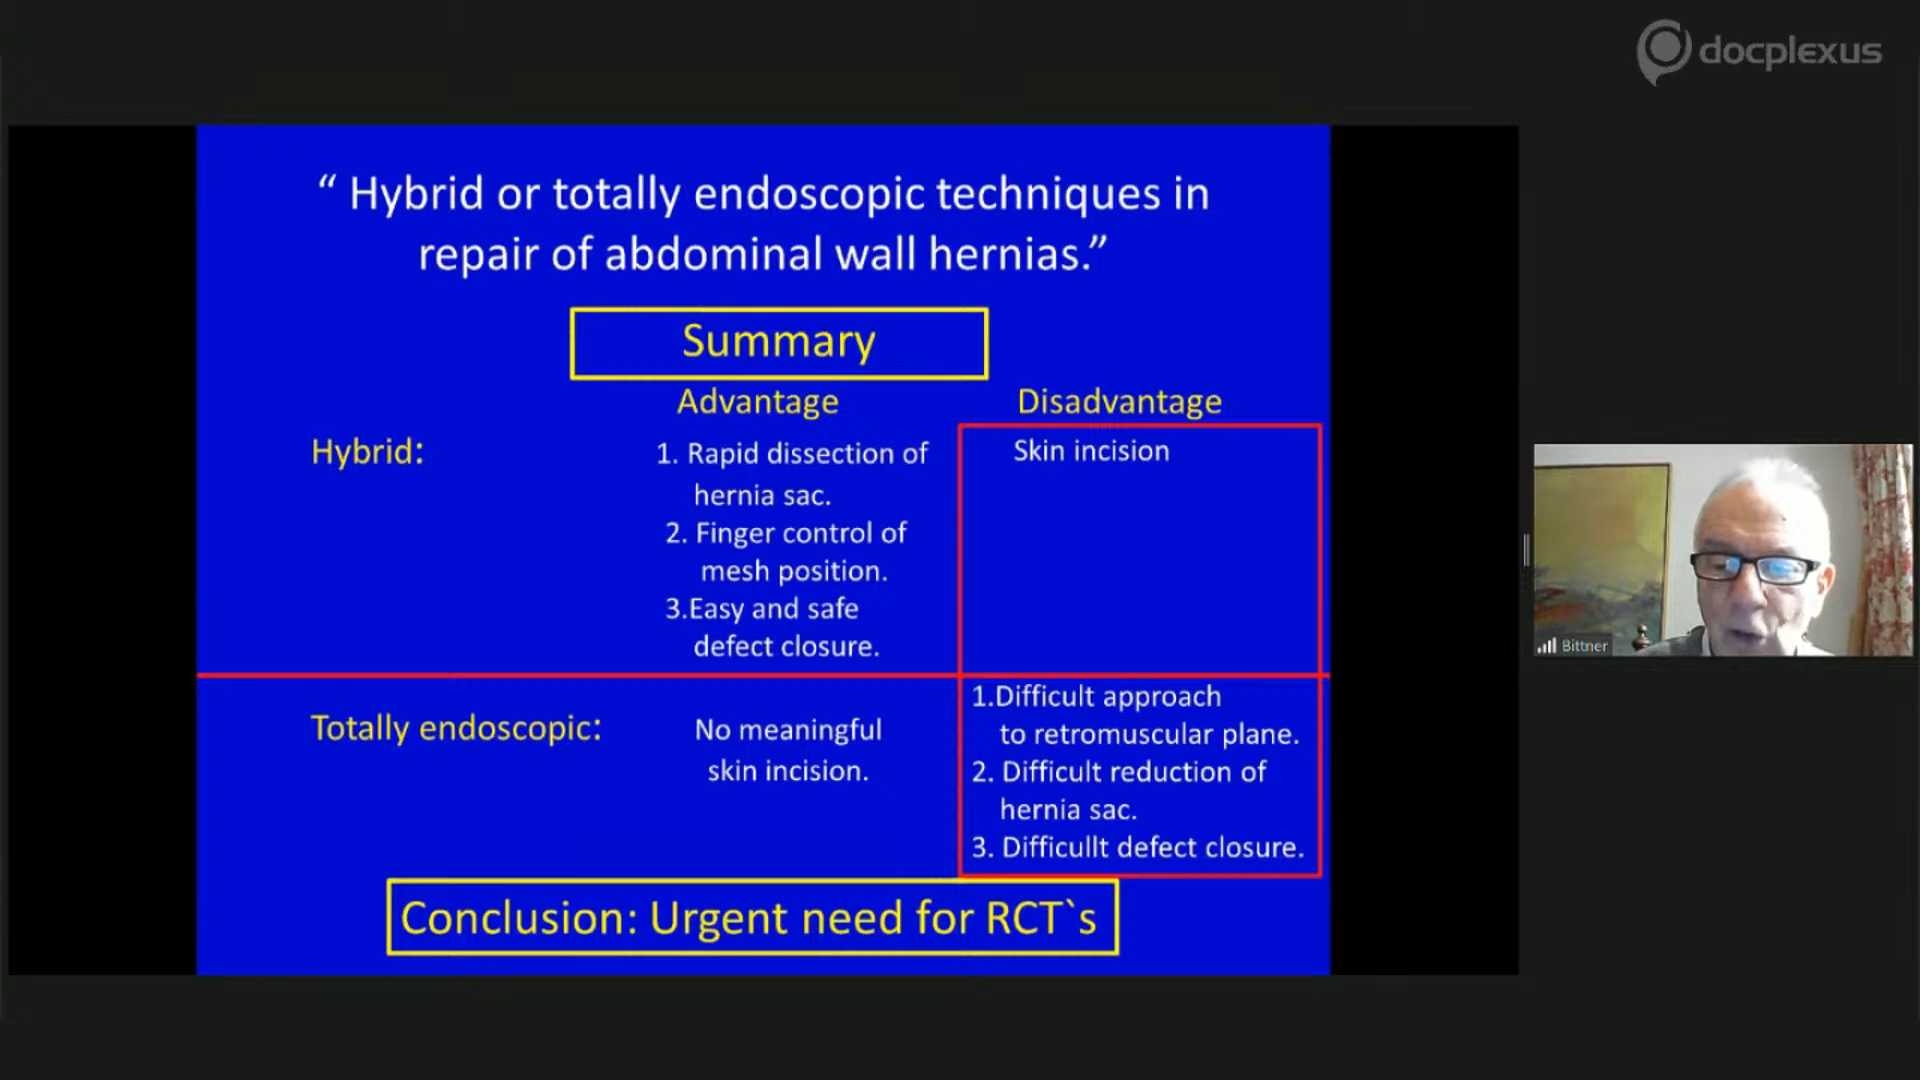 docplexus
“ Hybrid or totally endoscopic techniques in
repair of abdominal wall hernias.”
Summary
Advantage
Disadvantage
Hybrid:
1. Rapid dissection of
hernia sac.
2. Finger control of
mesh position.
3.Easy and safe
defect closure.
Skin incision
Totally endoscopic:
No meaningful
skin incision.
1.Difficult approach
to retromuscular plane.
2. Difficult reduction of
hernia sac.
3. Difficullt defect closure.
Conclusion: Urgent need for RCT`s
Bittner